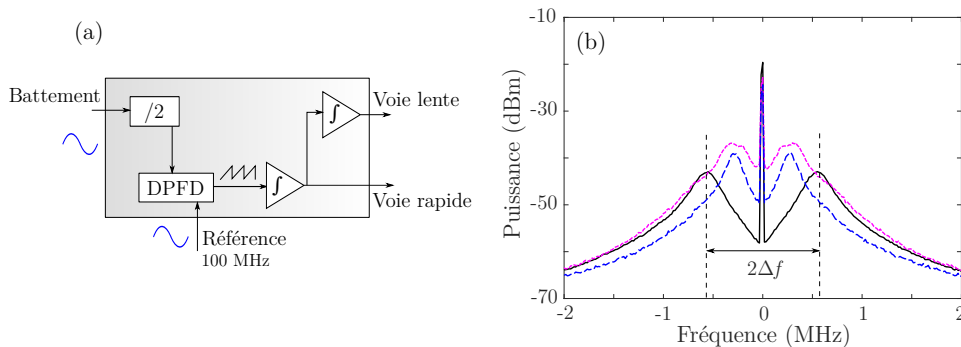 (a)
Battement
/2
DPFD
∫
∫
Voie lente
Voie rapide
Référence
100 MHz
(b)
Puissance (dBm)
-10
-30
-50
-70
2Δf
-2
-1
0
1
2
Fréquence (MHz)